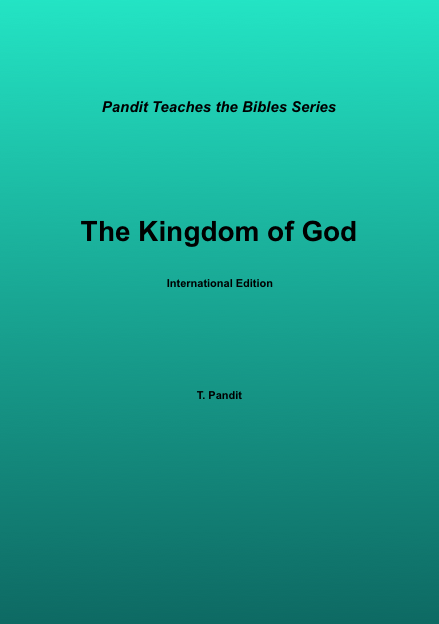 Pandit Teaches the Bibles Series
The Kingdom of God
International Edition
T. Pandit